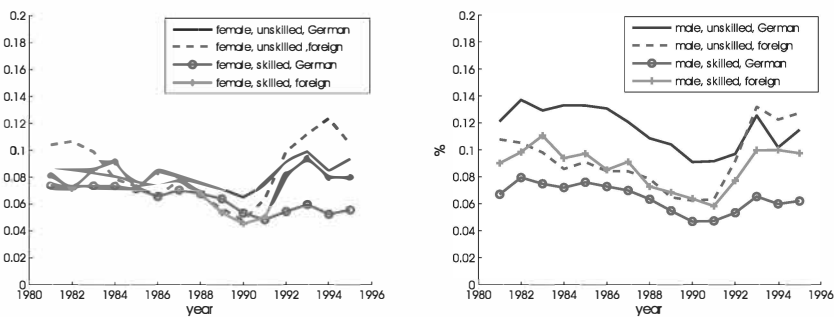 0.2
0.18
0.16
0.14
0.12
0.1
0.08
0.06
0.04
0.02
0
1980 1982 1984 1986 1988 1990 1992 1994 1996
year
female, unskilled, German
female, unskilled ,foreign
female, skilled, German
female, skilled, foreign
0.2
0.18
0.16
0.14
0.12
%
0.1
0.08
0.06
0.04
0.02
0
1980 1982 1984 1986 1988 1990 1992 1994 1996
year
male, unskilled, German
male, unskilled, foreign
male, skilled, German
male, skilled, foreign